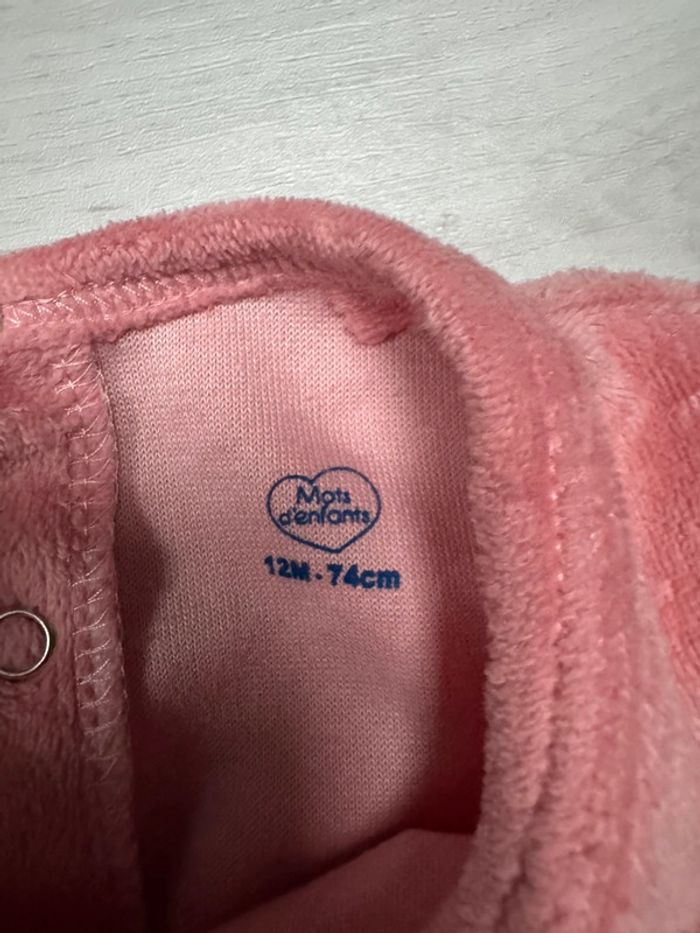 Mots
d'enfants
12M - 74cm